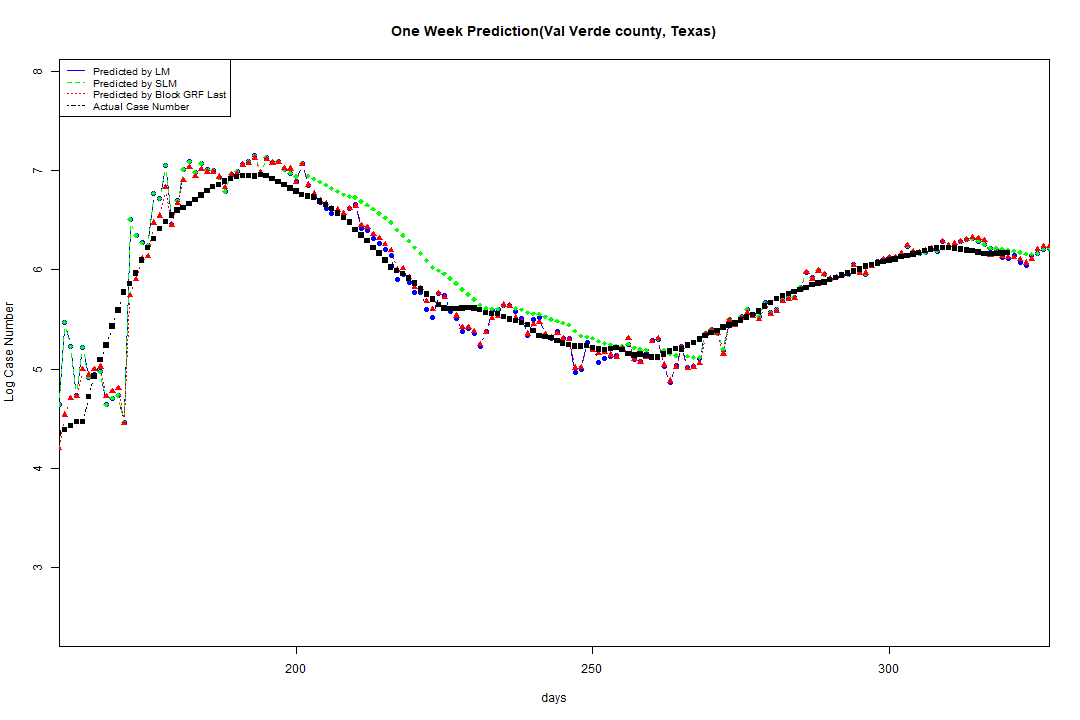 One Week Prediction(Val Verde county, Texas)
Predicted by LM
Predicted by SLM
Predicted by Block GRF Last
Actual Case Number
8
7
6
5
4
3
Log Case Number
200
250
300
days